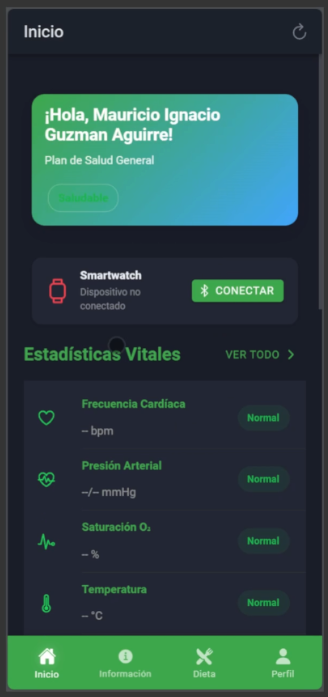 Inicio
¡Hola, Mauricio Ignacio
Guzman Aguirre!
Plan de Salud General
Saludable
Smartwatch
Dispositivo no
conectado
CONECTAR
Estadísticas Vitales
VER TODO
Frecuencia Cardíaca
-- bpm
Normal
Presión Arterial
--/-- mmHg
Normal
Saturación O₂
-- %
Normal
Temperatura
-- °C
Normal
Inicio
Información
Dieta
Perfil